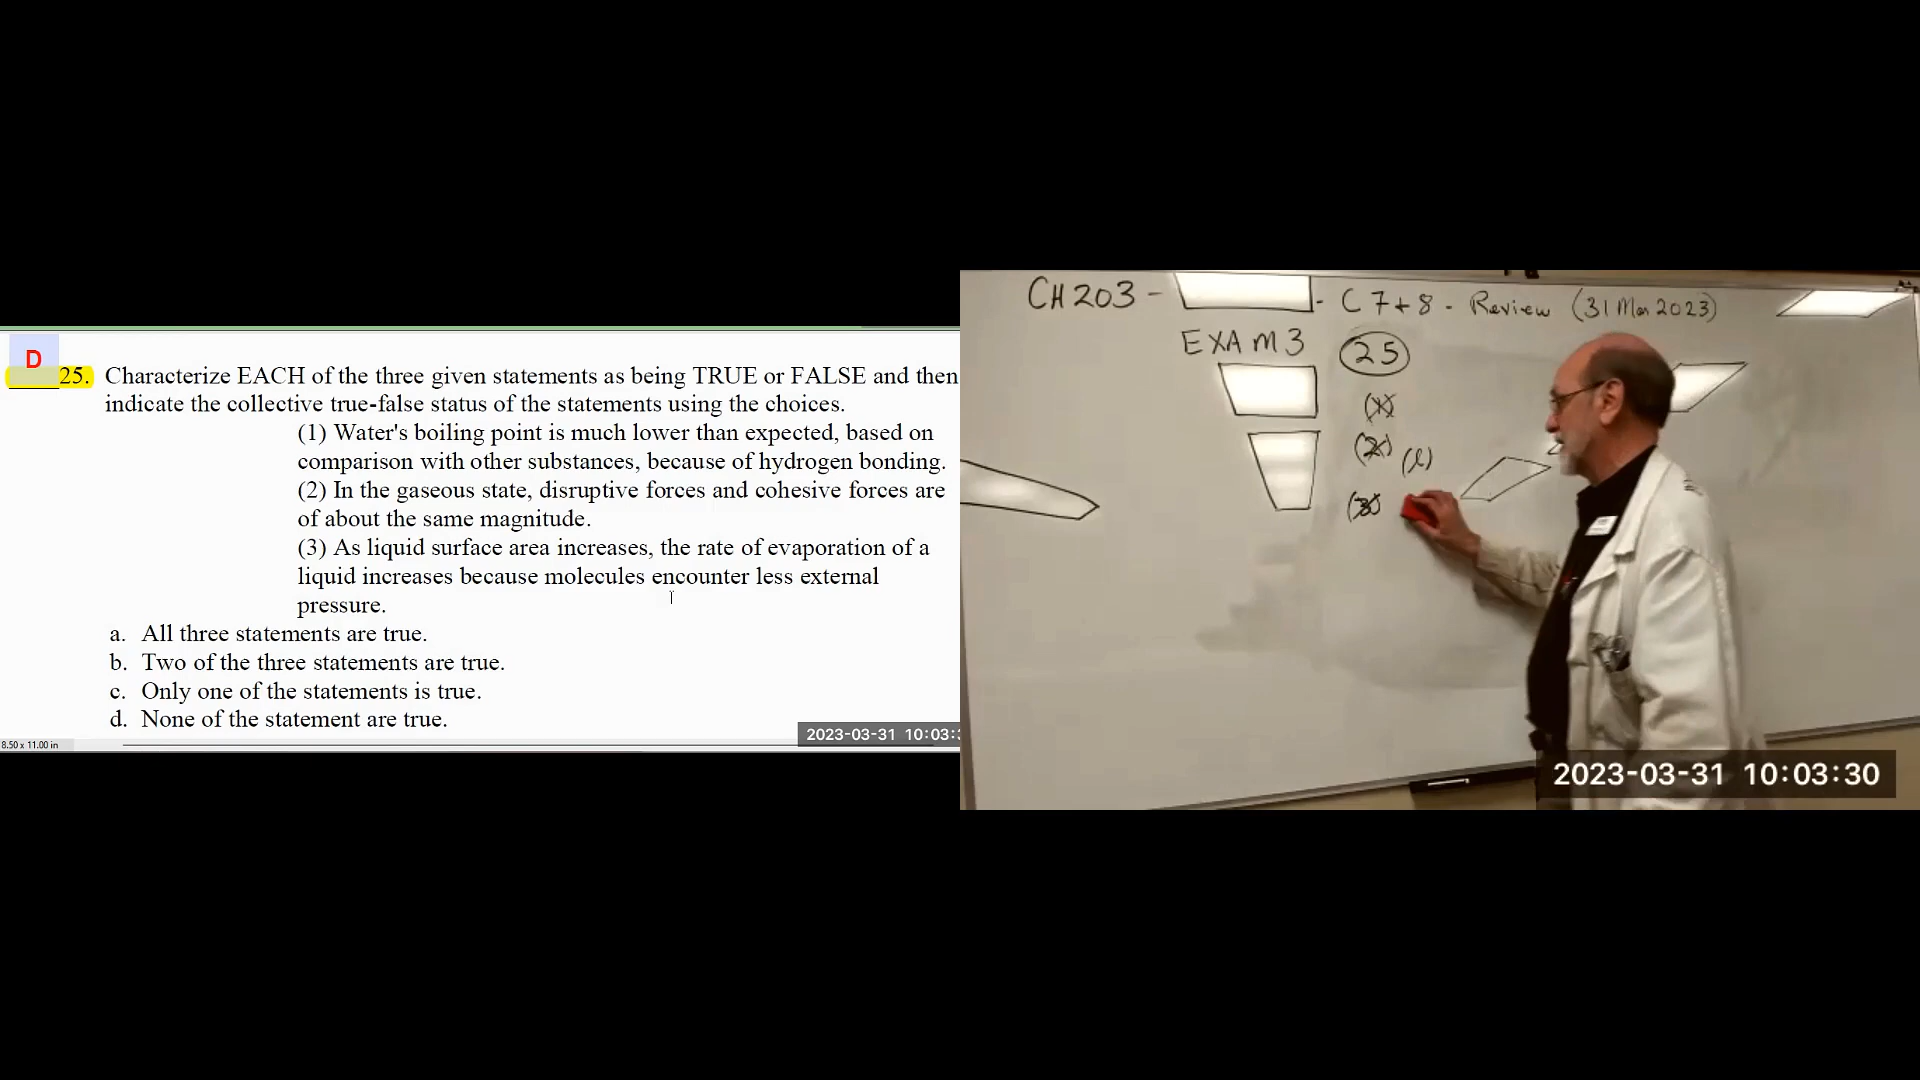 D
25. Characterize EACH of the three given statements as being TRUE or FALSE and then
indicate the collective true-false status of the statements using the choices.
(1) Water's boiling point is much lower than expected, based on
comparison with other substances, because of hydrogen bonding.
(2) In the gaseous state, disruptive forces and cohesive forces are
of about the same magnitude.
(3) As liquid surface area increases, the rate of evaporation of a
liquid increases because molecules encounter less external
pressure.
a. All three statements are true.
b. Two of the three statements are true.
c. Only one of the statements is true.
d. None of the statement are true.
8.50 x 11.00 in
2023-03-31 10:03:3
CH203 - - C 7 + 8 - Review (31 Mar 2023)
EXAM 3 25
(1)
(2) (l)
(3)
2023-03-31 10:03:30